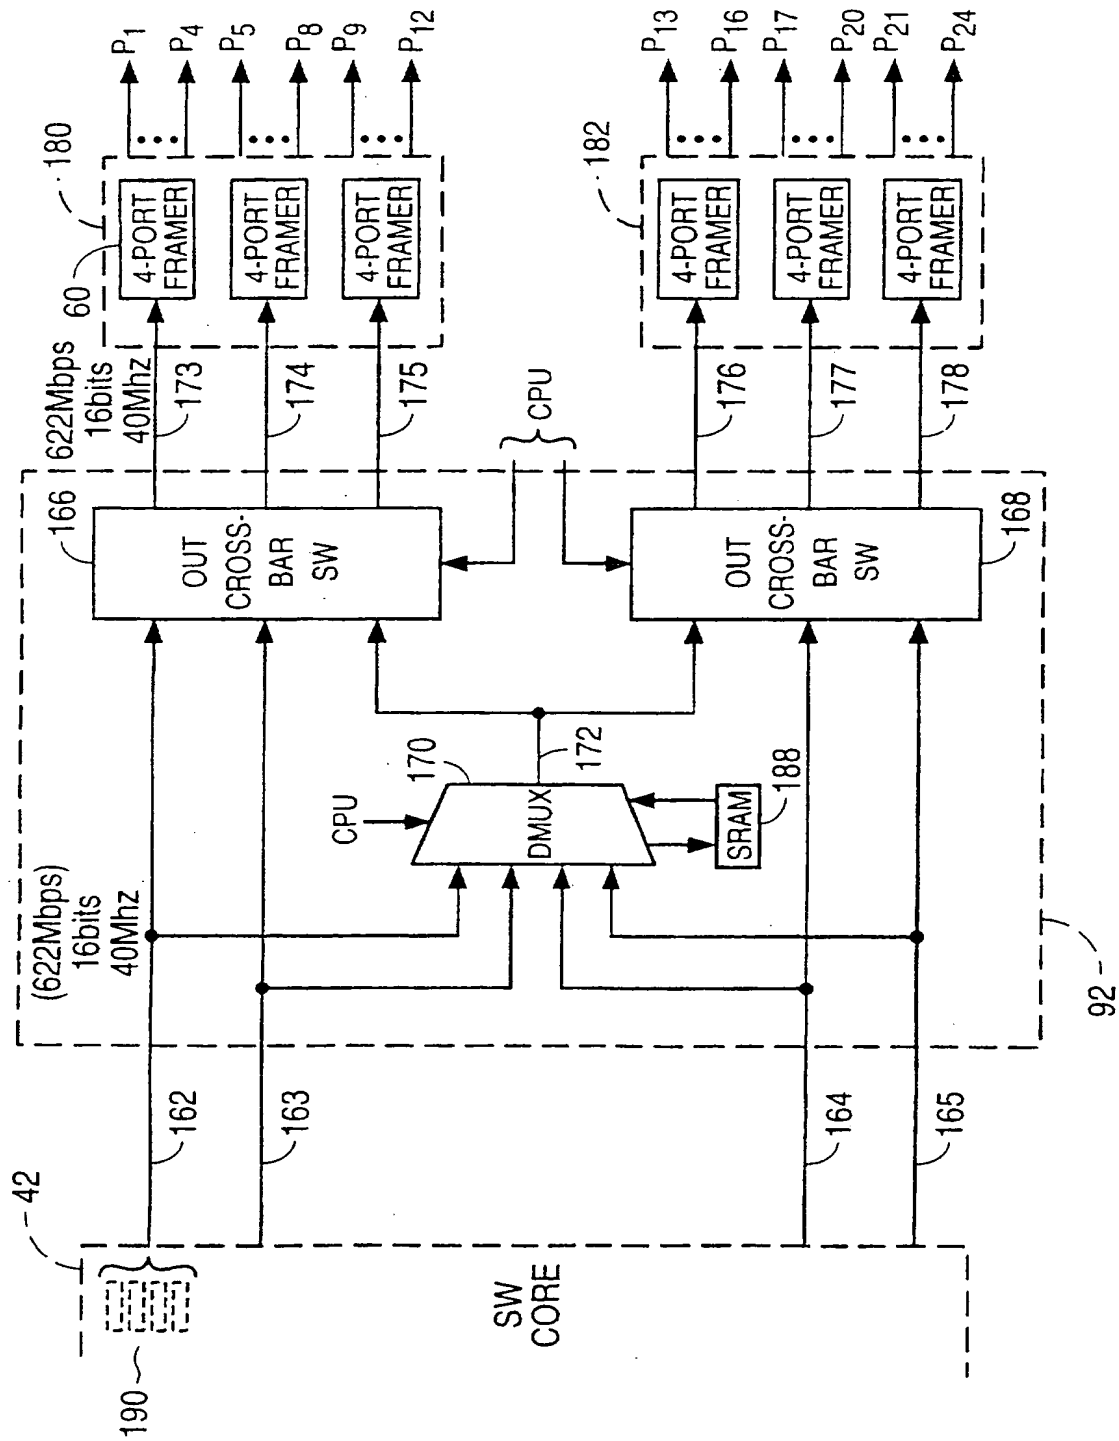 P1
P4
P5
P8
P9
P12
P13
P16
P17
P20
P21
P24
180
182
60
4-PORT
FRAMER
4-PORT
FRAMER
4-PORT
FRAMER
4-PORT
FRAMER
4-PORT
FRAMER
4-PORT
FRAMER
622Mbps
16bits
40Mhz
173
174
175
CPU
176
177
178
166
OUT
CROSS-
BAR
SW
OUT
CROSS-
BAR
SW
168
CPU
170
172
DMUX
SRAM
188
(622Mbps)
16bits
40Mhz
92
162
163
164
165
42
190
SW
CORE